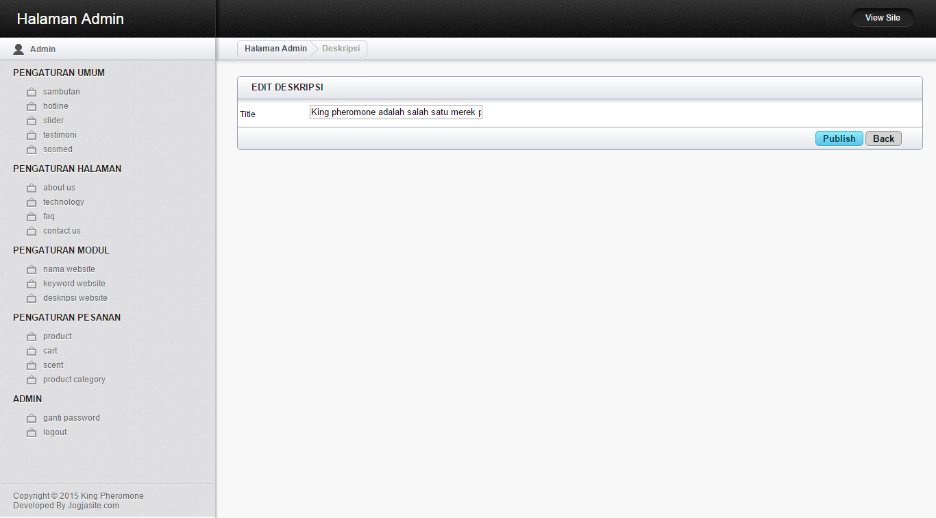 Halaman Admin
View Site
Admin
Halaman Admin
Deskripsi
PENGATURAN UMUM
sambutan
hotline
slider
testimoni
sosmed
PENGATURAN HALAMAN
about us
technology
faq
contact us
PENGATURAN MODUL
nama website
keyword website
deskripsi website
PENGATURAN PESANAN
product
cart
scent
product category
ADMIN
ganti password
logout
Copyright © 2015 King Pheromone
Developed By Jogjasite.com
EDIT DESKRIPSI
Title
King pheromone adalah salah satu merek p
Publish
Back